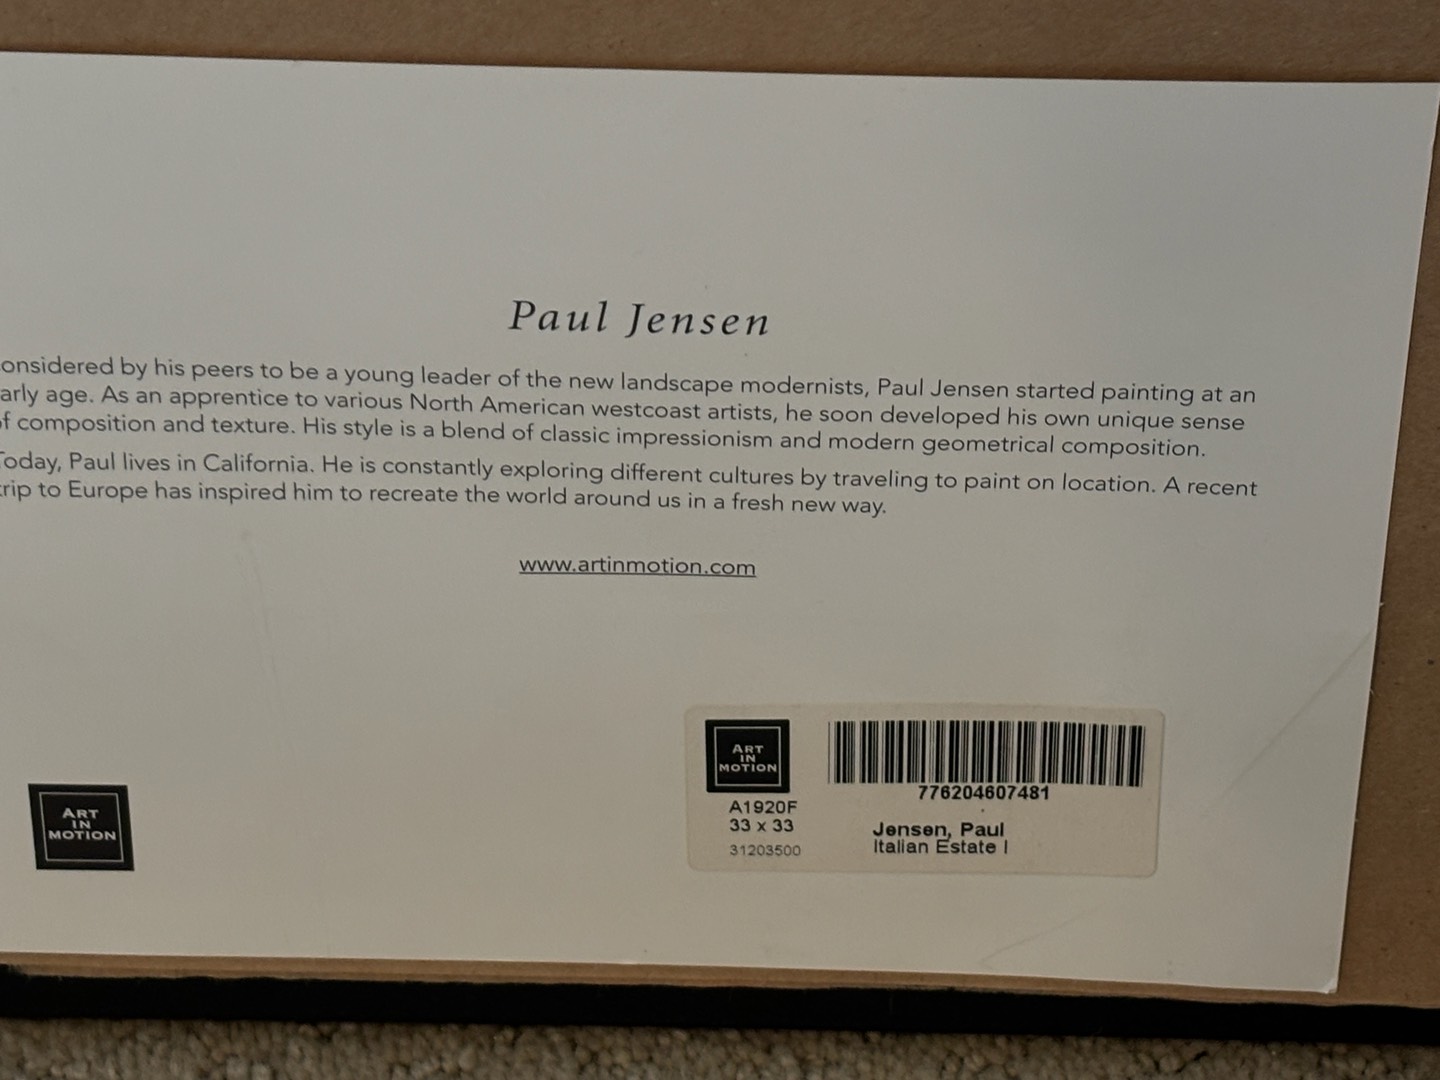 Paul Jensen
onsidered by his peers to be a young leader of the new landscape modernists, Paul Jensen started painting at an
arly age. As an apprentice to various North American westcoast artists, he soon developed his own unique sense
f composition and texture. His style is a blend of classic impressionism and modern geometrical composition.
Today, Paul lives in California. He is constantly exploring different cultures by traveling to paint on location. A recent
trip to Europe has inspired him to recreate the world around us in a fresh new way.
www.artinmotion.com
ART
IN
MOTION
ART
IN
MOTION
A1920F
33 x 33
31203500
776204607481
Jensen, Paul
Italian Estate I